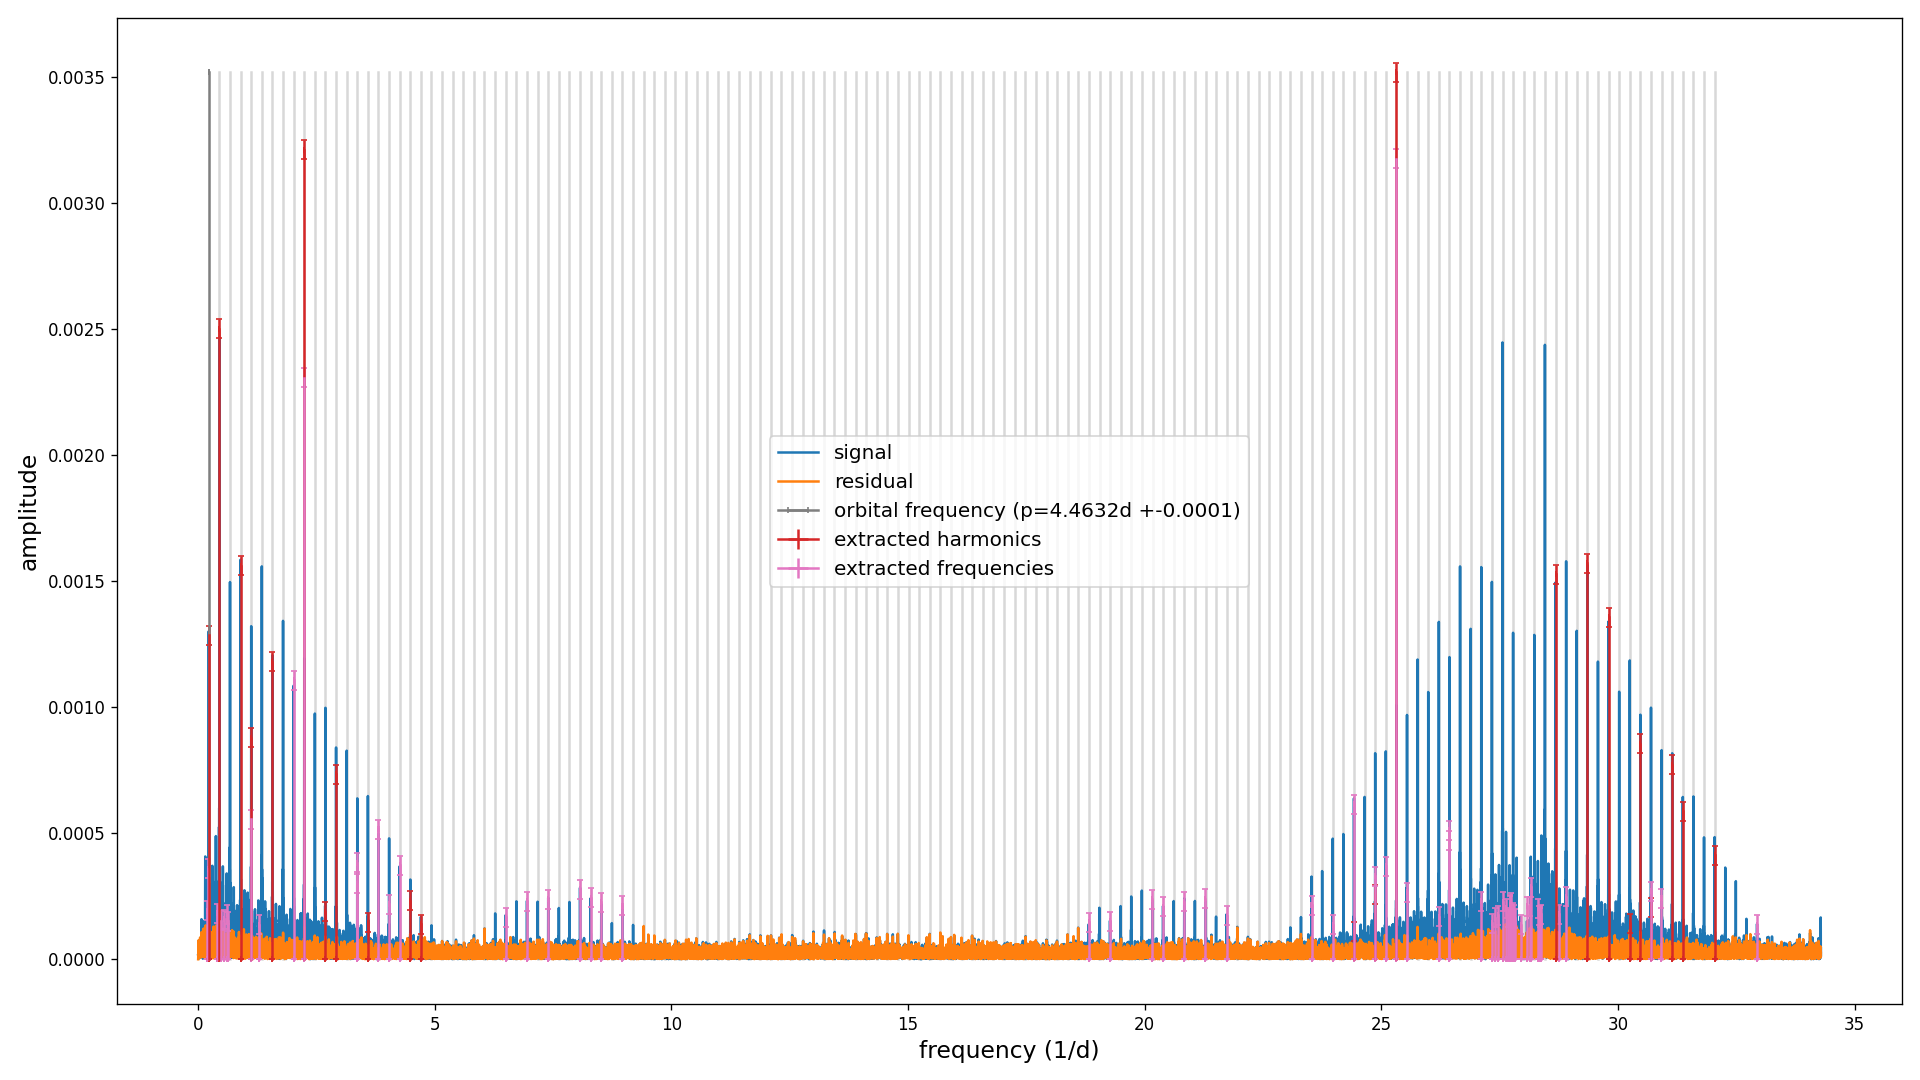 0.0035
0.0030
0.0025
0.0020
0.0015
0.0010
0.0005
0.0000
amplitude
signal
residual
orbital frequency (p=4.4632d +-0.0001)
extracted harmonics
extracted frequencies
0 5 10 15 20 25 30 35
frequency (1/d)